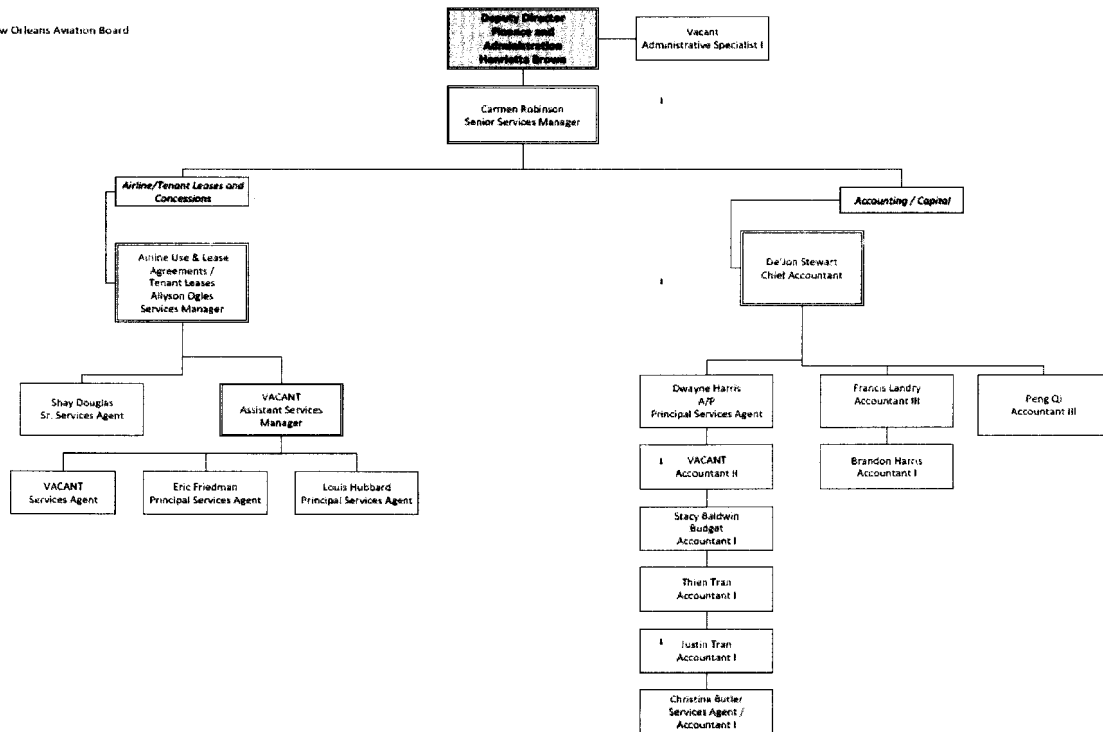 w Orleans Aviation Board
Deputy Director
Finance and
Administration
Henrietta Brown
Vacant
Administrative Specialist I
Carmen Robinson
Senior Services Manager
Airline/Tenant Leases and
Concessions
Accounting / Capital
Airline Use & Lease
Agreements /
Tenant Leases
Allyson Ogles
Services Manager
De'Jon Stewart
Chief Accountant
Shay Douglas
Sr. Services Agent
VACANT
Assistant Services
Manager
Dwayne Harris
A/P
Principal Services Agent
Francis Landry
Accountant III
Peng Qi
Accountant III
VACANT
Services Agent
Eric Friedman
Principal Services Agent
Louis Hubbard
Principal Services Agent
VACANT
Accountant II
Brandon Harris
Accountant I
Stacy Baldwin
Budget
Accountant I
Thien Tran
Accountant I
Justin Tran
Accountant I
Christina Butler
Services Agent /
Accountant I